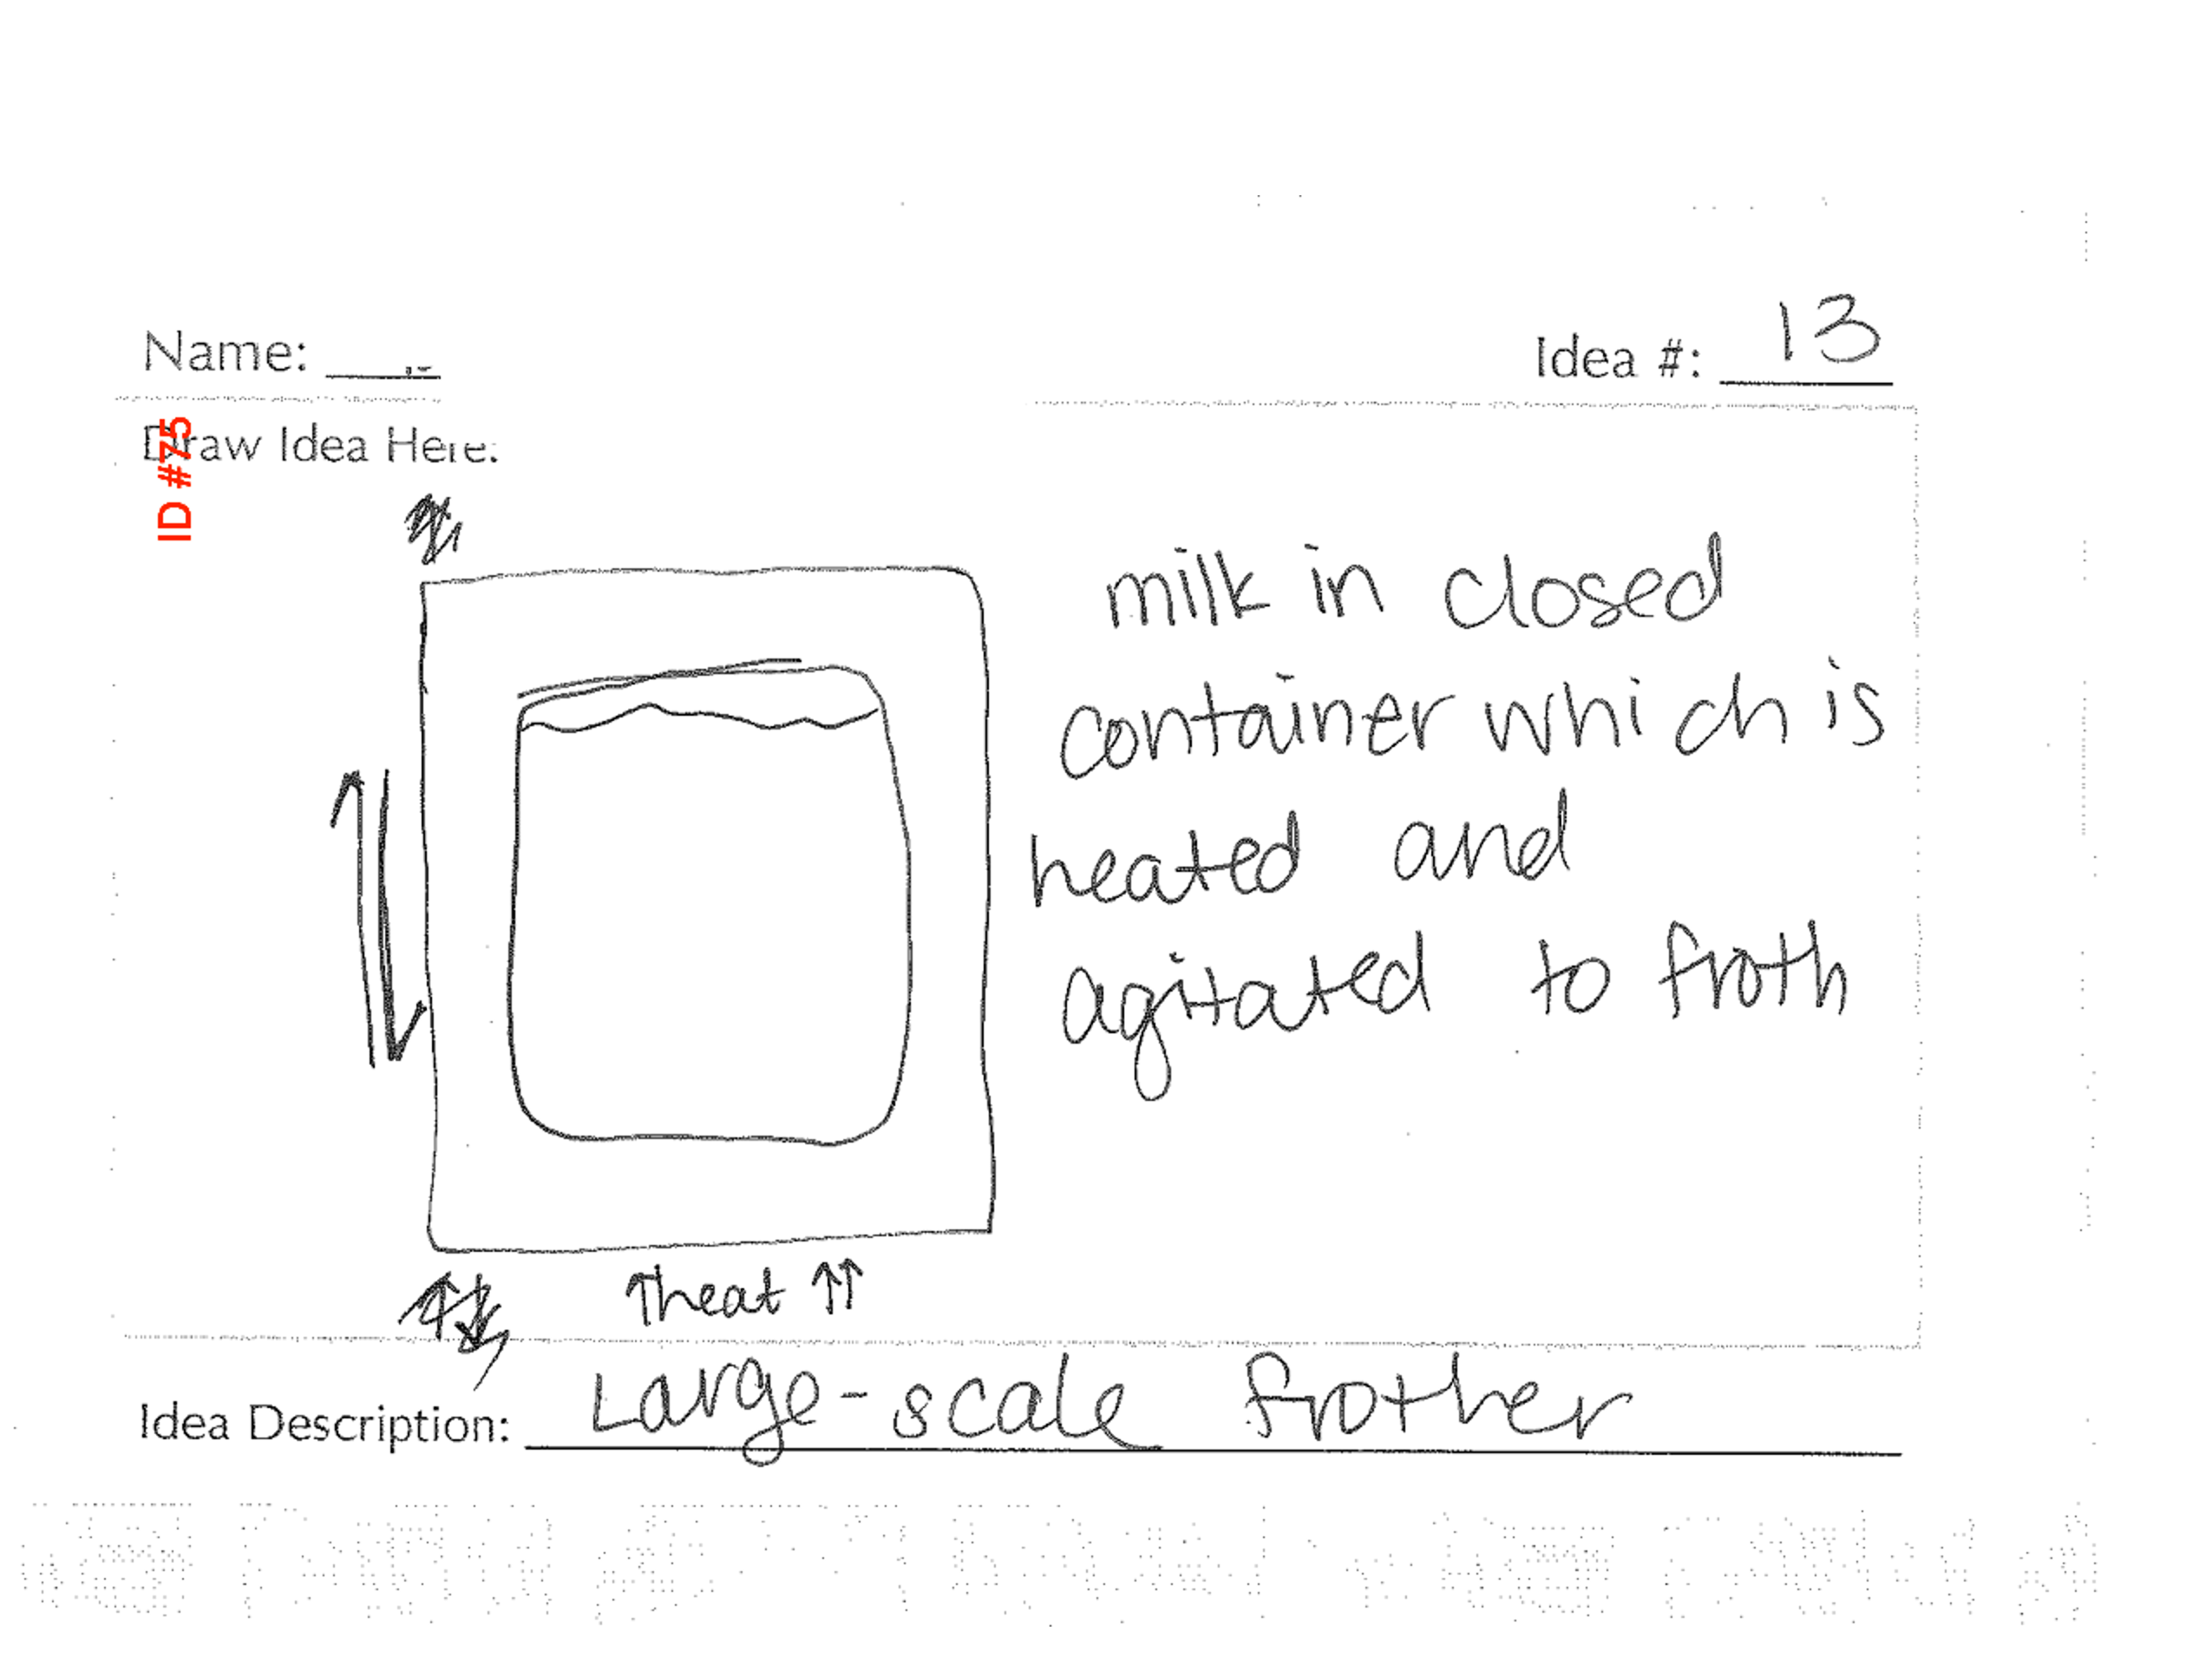 Name:
Idea #: 13
ID #75
Draw Idea Here:
milk in closed
container which is
heated and
agitated to froth
↑heat ↑↑
Idea Description: Large-scale frother